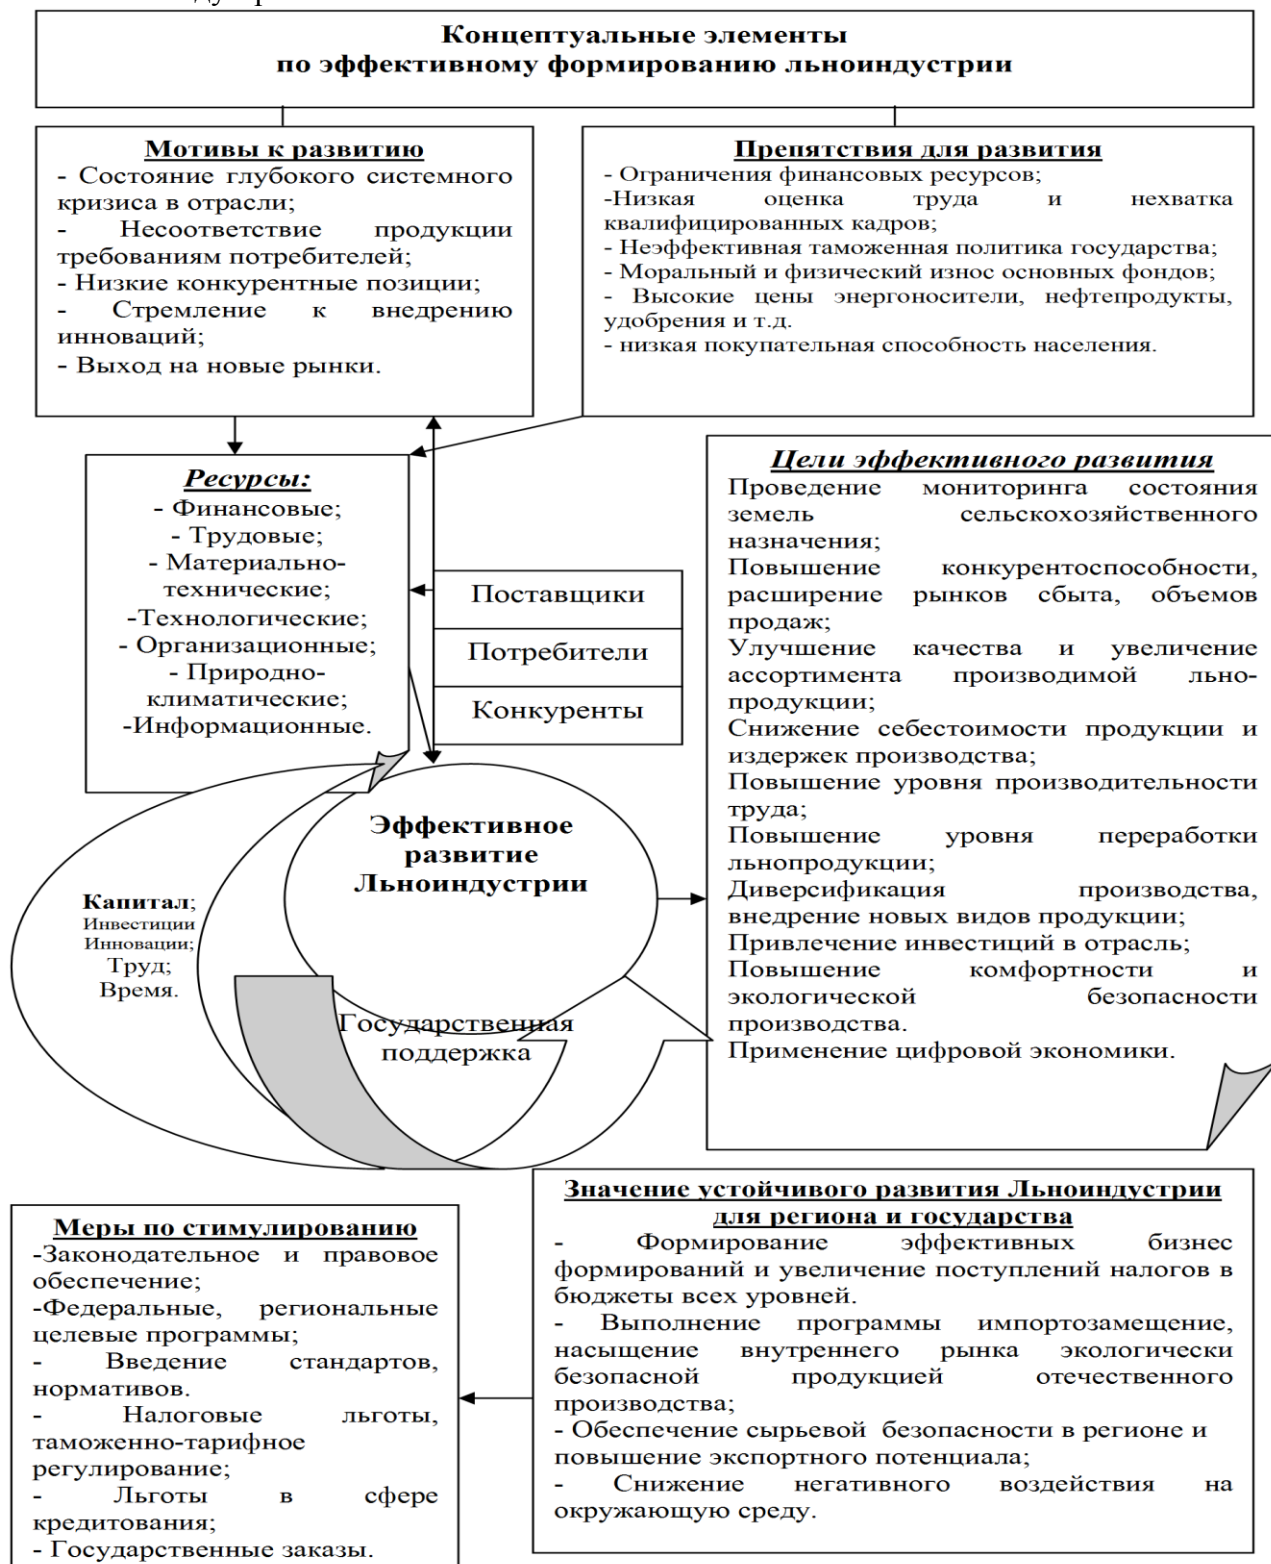 Концептуальные элементы
по эффективному формированию льноиндустрии
Мотивы к развитию
- Состояние глубокого системного
кризиса в отрасли;
- Несоответствие продукции
требованиям потребителей;
- Низкие конкурентные позиции;
- Стремление к внедрению
инноваций;
- Выход на новые рынки.
Препятствия для развития
- Ограничения финансовых ресурсов;
-Низкая оценка труда и нехватка
квалифицированных кадров;
- Неэффективная таможенная политика государства;
- Моральный и физический износ основных фондов;
- Высокие цены энергоносители, нефтепродукты,
удобрения и т.д.
- низкая покупательная способность населения.
Ресурсы:
- Финансовые;
- Трудовые;
- Материально-
технические;
-Технологические;
- Организационные;
- Природно-
климатические;
-Информационные.
Поставщики
Потребители
Конкуренты
Цели эффективного развития
Проведение мониторинга состояния
земель сельскохозяйственного
назначения;
Повышение конкурентоспособности,
расширение рынков сбыта, объемов
продаж;
Улучшение качества и увеличение
ассортимента производимой льно-
продукции;
Снижение себестоимости продукции и
издержек производства;
Повышение уровня производительности
труда;
Повышение уровня переработки
льнопродукции;
Диверсификация производства,
внедрение новых видов продукции;
Привлечение инвестиций в отрасль;
Повышение комфортности и
экологической безопасности
производства.
Применение цифровой экономики.
Эффективное
развитие
Льноиндустрии
Капитал;
Инвестиции
Инновации;
Труд;
Время.
Государственная
поддержка
Меры по стимулированию
-Законодательное и правовое
обеспечение;
-Федеральные, региональные
целевые программы;
- Введение стандартов,
нормативов.
- Налоговые льготы,
таможенно-тарифное
регулирование;
- Льготы в сфере
кредитования;
- Государственные заказы.
Значение устойчивого развития Льноиндустрии
для региона и государства
- Формирование эффективных бизнес
формирований и увеличение поступлений налогов в
бюджеты всех уровней.
- Выполнение программы импортозамещение,
насыщение внутреннего рынка экологически
безопасной продукцией отечественного
производства;
- Обеспечение сырьевой безопасности в регионе и
повышение экспортного потенциала;
- Снижение негативного воздействия на
окружающую среду.